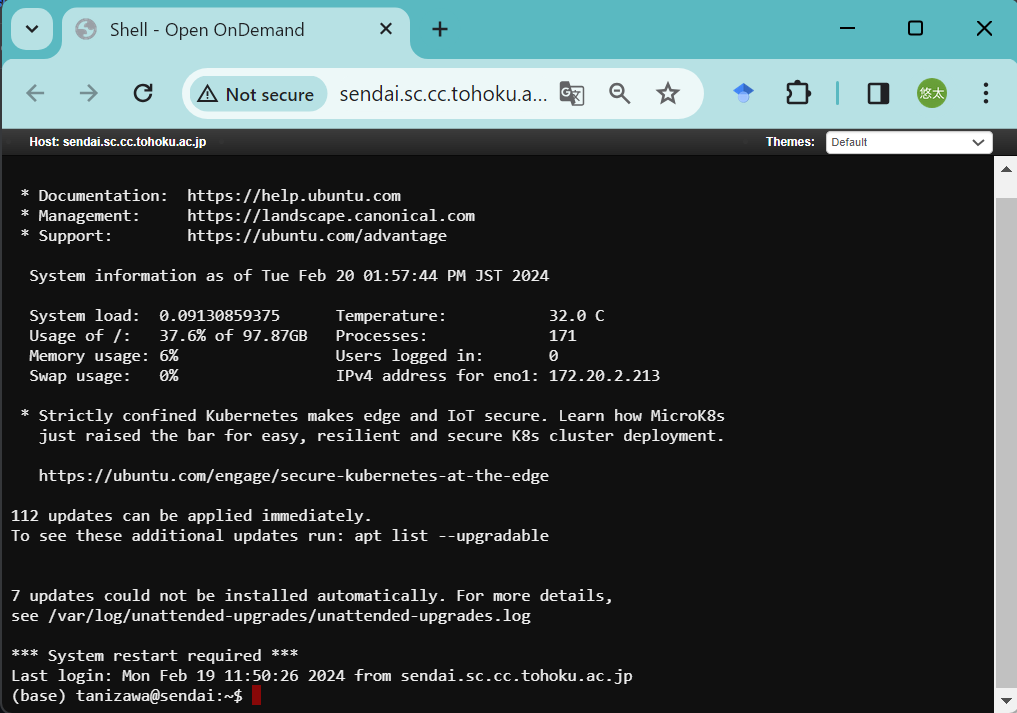 Shell - Open OnDemand
Not secure sendai.sc.cc.tohoku.a... 悠太
Host: sendai.sc.cc.tohoku.ac.jp Themes: Default
* Documentation: https://help.ubuntu.com
* Management: https://landscape.canonical.com
* Support: https://ubuntu.com/advantage
System information as of Tue Feb 20 01:57:44 PM JST 2024
System load: 0.09130859375 Temperature: 32.0 C
Usage of /: 37.6% of 97.87GB Processes: 171
Memory usage: 6% Users logged in: 0
Swap usage: 0% IPv4 address for eno1: 172.20.2.213
* Strictly confined Kubernetes makes edge and IoT secure. Learn how MicroK8s
just raised the bar for easy, resilient and secure K8s cluster deployment.
https://ubuntu.com/engage/secure-kubernetes-at-the-edge
112 updates can be applied immediately.
To see these additional updates run: apt list --upgradable
7 updates could not be installed automatically. For more details,
see /var/log/unattended-upgrades/unattended-upgrades.log
*** System restart required ***
Last login: Mon Feb 19 11:50:26 2024 from sendai.sc.cc.tohoku.ac.jp
(base) tanizawa@sendai:~$